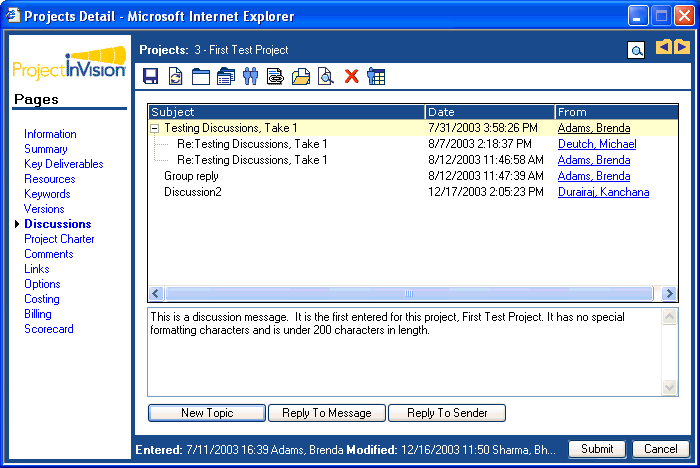 Projects Detail - Microsoft Internet Explorer
ProjectinVision
Projects: 3 - First Test Project
Pages
Information
Summary
Key Deliverables
Resources
Keywords
Versions
Discussions
Project Charter
Comments
Links
Options
Costing
Billing
Scorecard
Subject Date From
Testing Discussions, Take 1 7/31/2003 3:58:26 PM Adams, Brenda
Re:Testing Discussions, Take 1 8/7/2003 2:18:37 PM Deutch, Michael
Re:Testing Discussions, Take 1 8/12/2003 11:46:58 AM Adams, Brenda
Group reply 8/12/2003 11:47:39 AM Adams, Brenda
Discussion2 12/17/2003 2:05:23 PM Durairaj, Kanchana
This is a discussion message. It is the first entered for this project, First Test Project. It has no special
formatting characters and is under 200 characters in length.
New Topic Reply To Message Reply To Sender
Entered: 7/11/2003 16:39 Adams, Brenda Modified: 12/16/2003 11:50 Sharma, Bh... Submit Cancel